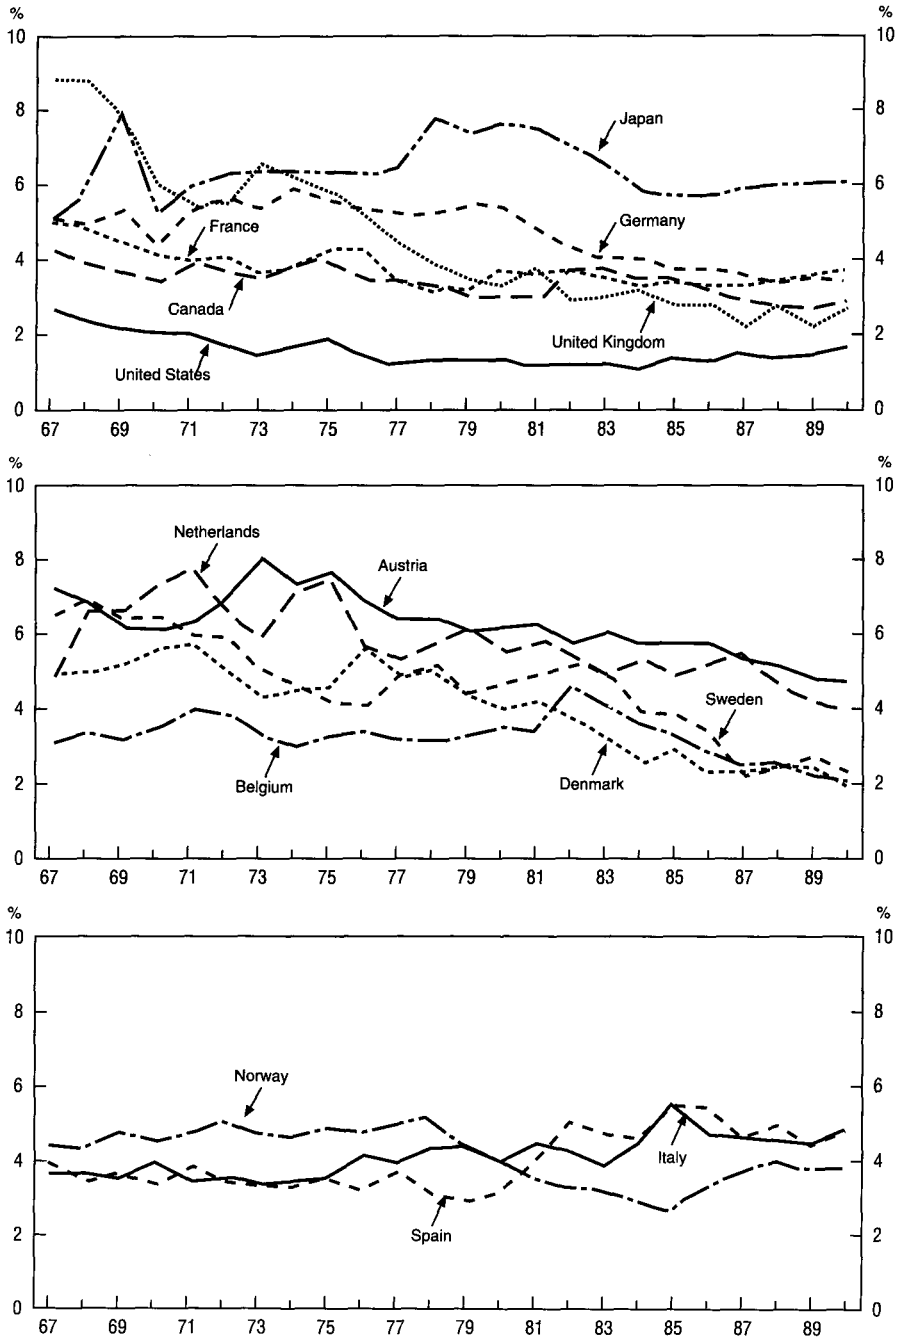 % %
10 10
8 8
Japan
6 6
Germany
France
4 4
Canada
United Kingdom
2 2
United States
0 0
67 69 71 73 75 77 79 81 83 85 87 89
% %
10 10
Netherlands
8 8
Austria
6 6
4 4
Sweden
Belgium
Denmark
2 2
0 0
67 69 71 73 75 77 79 81 83 85 87 89
% %
10 10
8 8
Norway
6 6
4 4
Italy
Spain
2 2
0 0
67 69 71 73 75 77 79 81 83 85 87 89